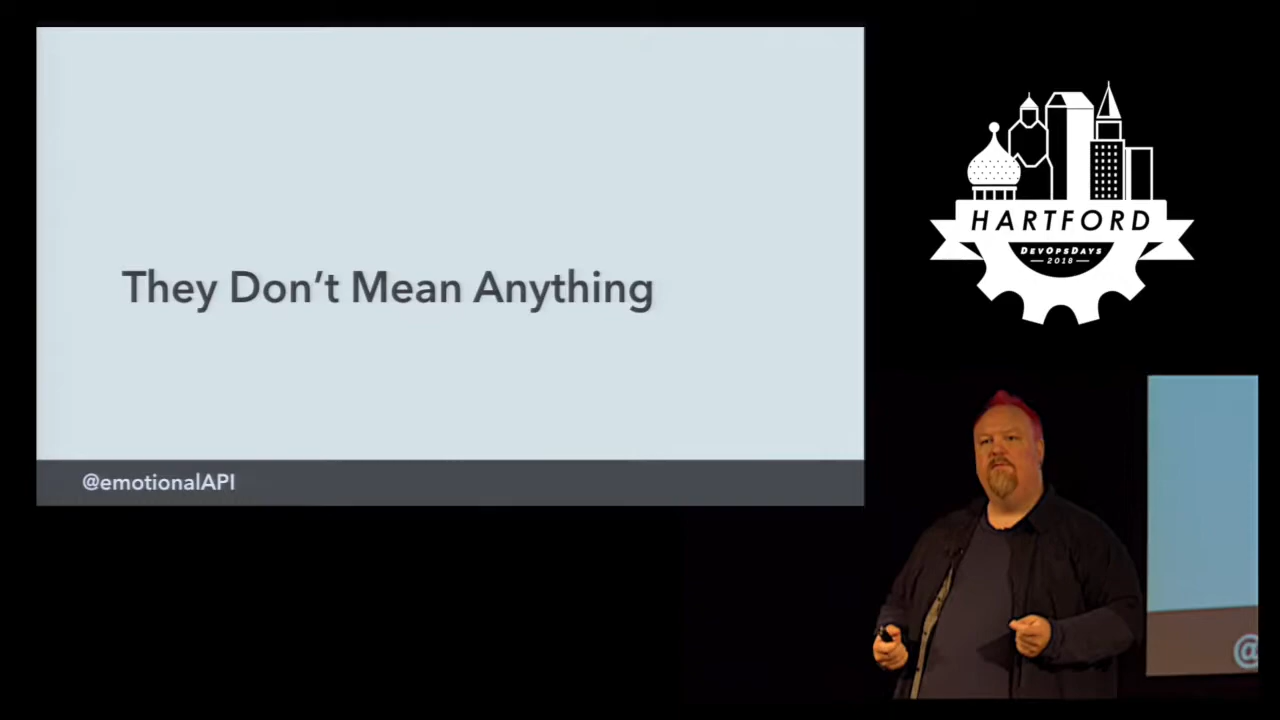 They Don’t Mean Anything
@emotionalAPI
HARTFORD
DEVOPSDAYS
2018
@